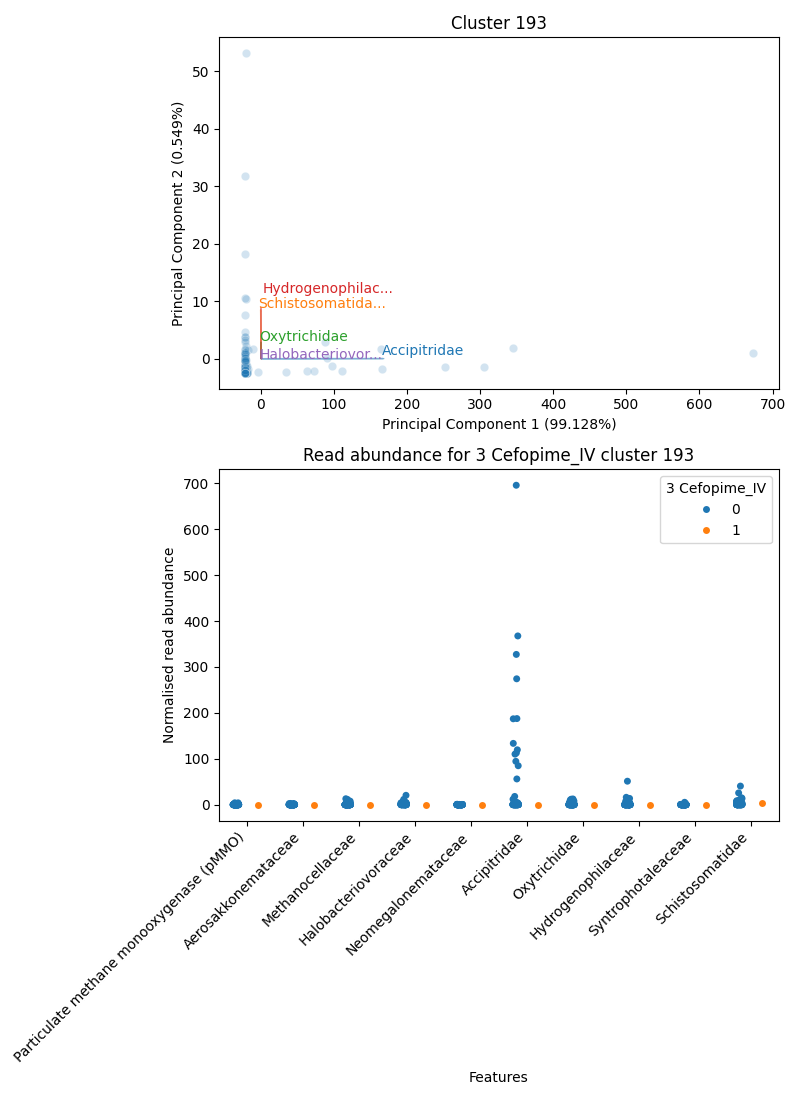 Cluster 193
50
40
30
20
10
0
Principal Component 2 (0.549%)
Hydrogenophilac...
Schistosomatida...
Oxytrichidae
Halobacteriovor...
Accipitridae
0 100 200 300 400 500 600 700
Principal Component 1 (99.128%)
Read abundance for 3 Cefopime_IV cluster 193
700
600
500
400
300
200
100
0
Normalised read abundance
3 Cefopime_IV
0
1
Particulate methane monooxygenase (pMMO)
Aerosakkonemataceae
Methanocellaceae
Halobacteriovoraceae
Neomegalonemataceae
Accipitridae
Oxytrichidae
Hydrogenophilaceae
Syntrophotaleaceae
Schistosomatidae
Features